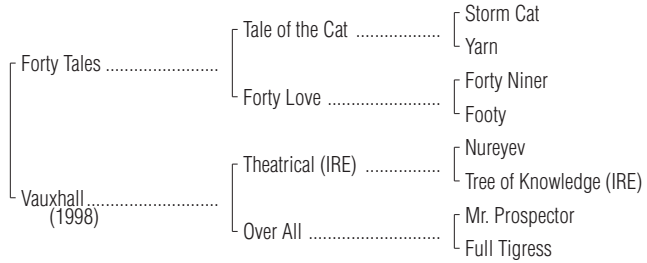 Storm Cat
Tale of the Cat ..................
Yarn
Forty Tales ........................
Forty Niner
Forty Love ........................
Footy
Nureyev
Theatrical (IRE) ................
Tree of Knowledge (IRE)
Vauxhall............................
(1998)
Mr. Prospector
Over All ............................
Full Tigress